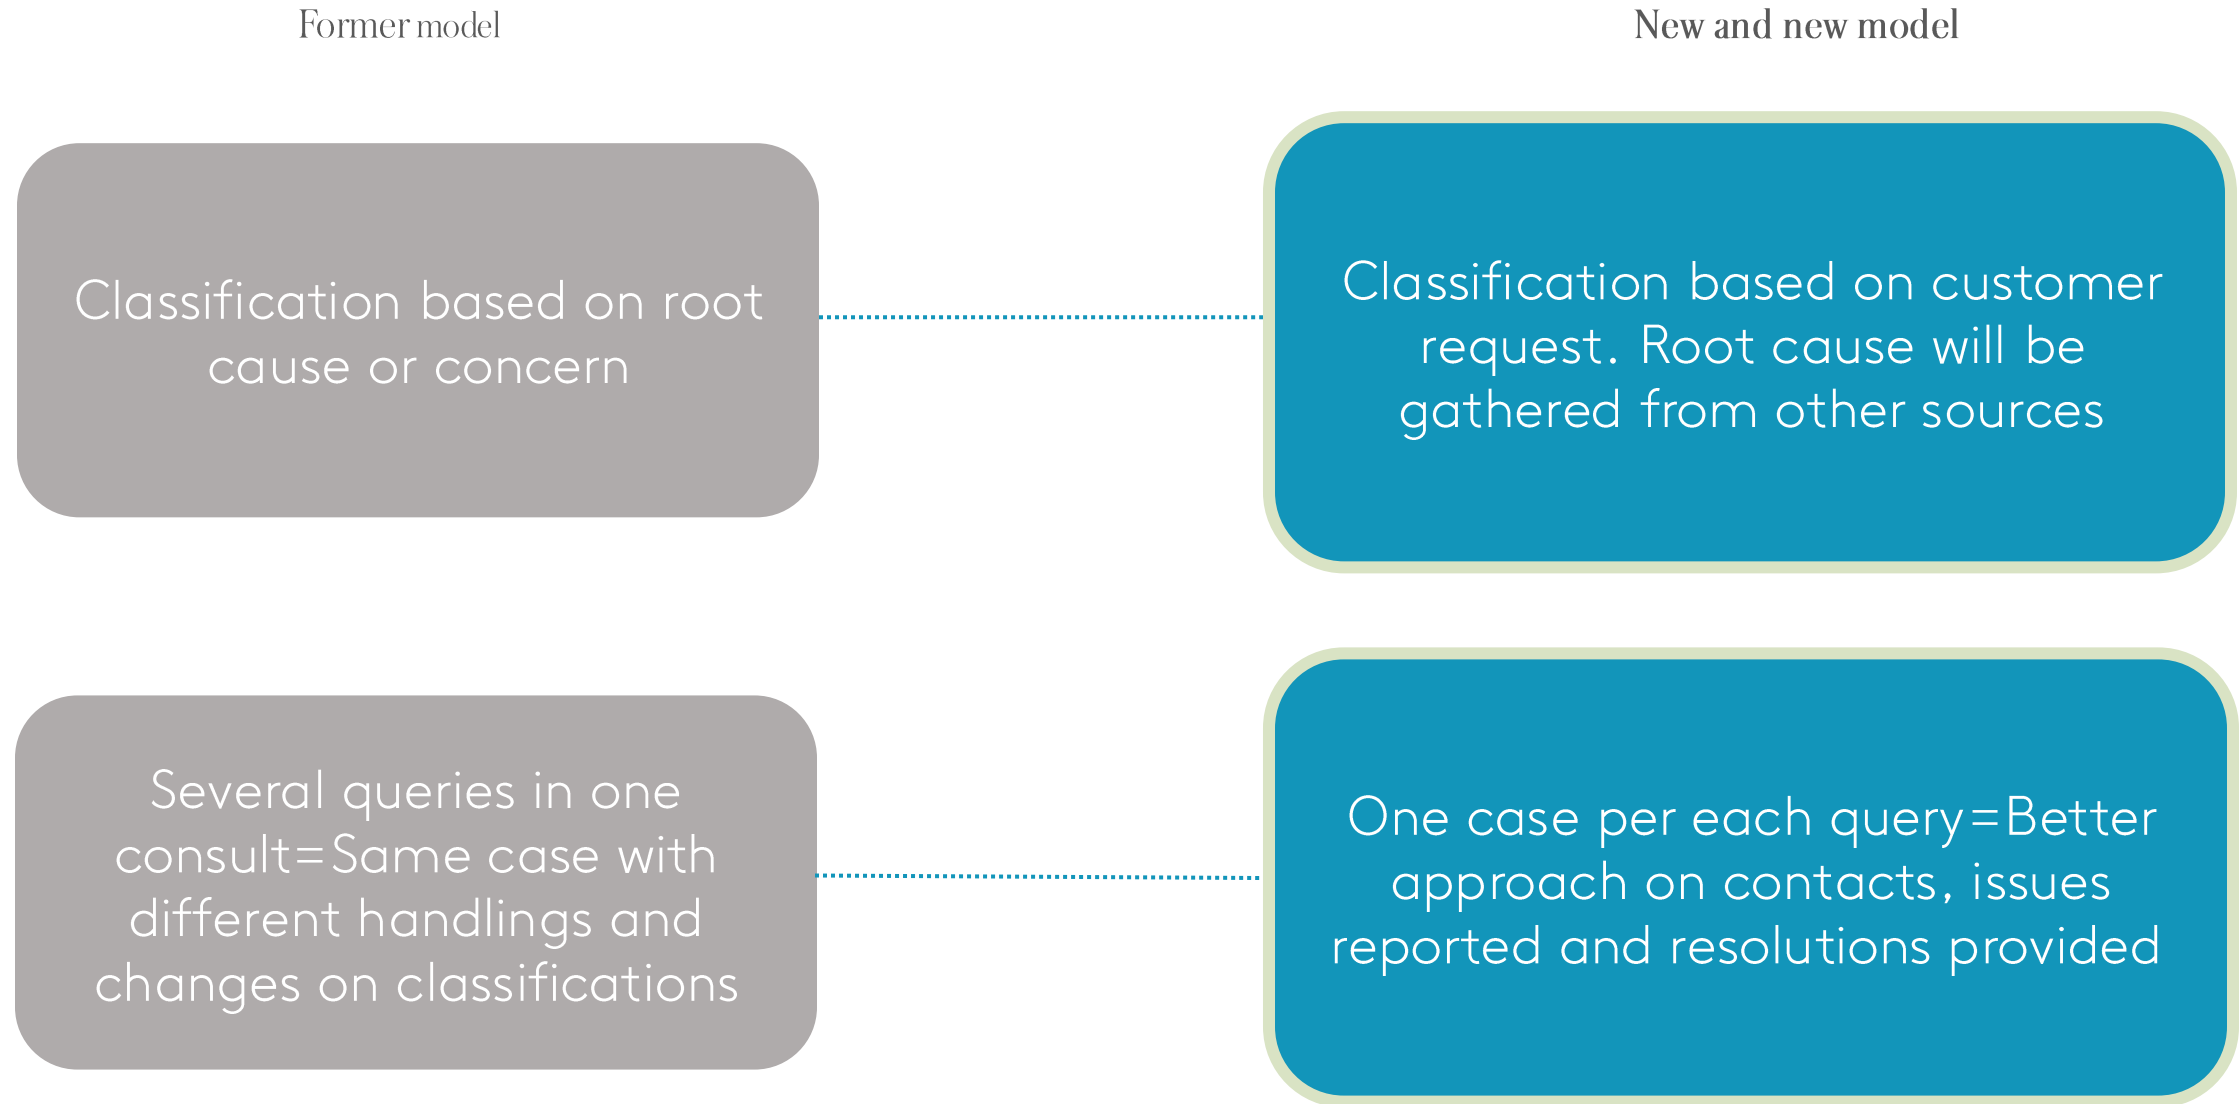 Former model
New and new model
Classification based on root
cause or concern
Classification based on customer
request. Root cause will be
gathered from other sources
Several queries in one
consult=Same case with
different handlings and
changes on classifications
One case per each query=Better
approach on contacts, issues
reported and resolutions provided